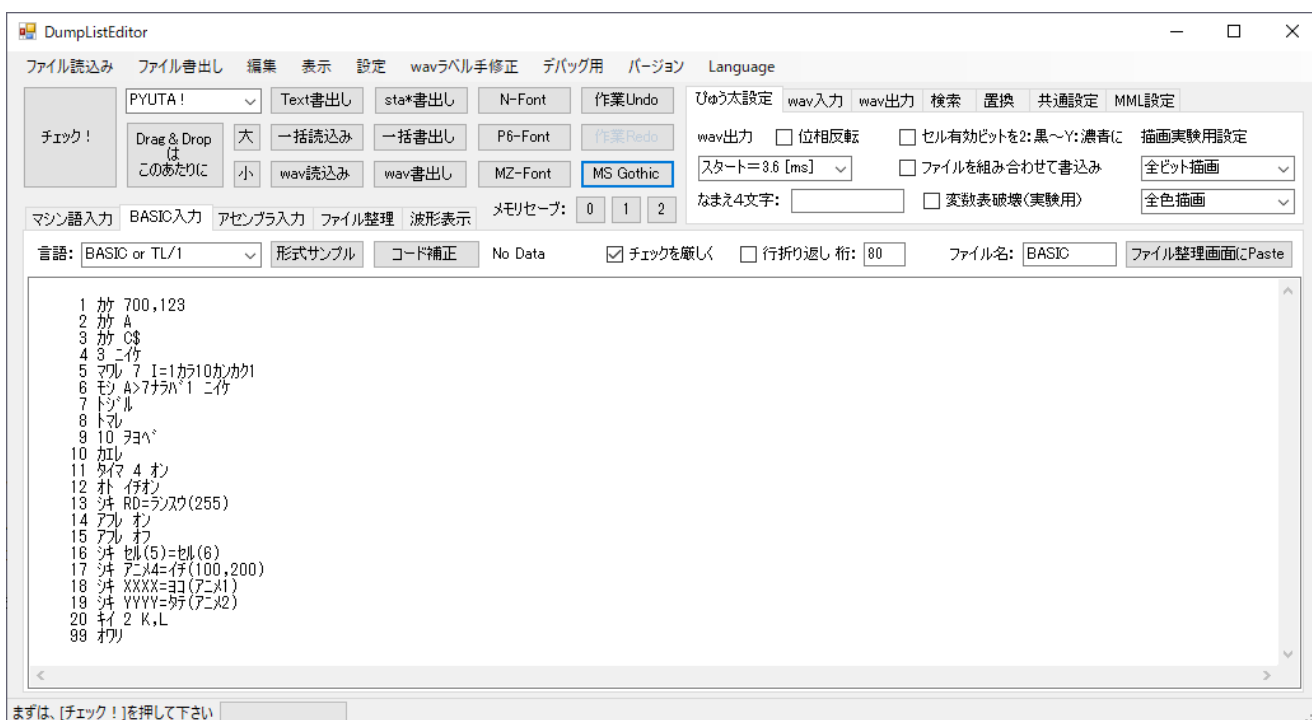 DumpListEditor
ファイル読込み ファイル書出し 編集 表示 設定 wavラベル手修正 デバッグ用 バージョン Language
チェック！
PYUTA!
Drag & Drop
は
このあたりに
大
小
Text書出し sta*書出し N-Font 作業Undo
一括読込み 一括書出し P6-Font 作業Redo
wav読込み wav書出し MZ-Font MS Gothic
メモリセーブ: 0 1 2
ぴゅう太設定 wav入力 wav出力 検索 置換 共通設定 MML設定
wav出力 位相反転 セル有効ビットを2:黒～Y:濃青に 描画実験用設定
スタート=3.6 [ms] ファイルを組み合わせて書込み 全ビット描画
なまえ4文字: 変数表破壊(実験用) 全色描画
マシン語入力 BASIC入力 アセンブラ入力 ファイル整理 波形表示
言語: BASIC or TL/1 形式サンプル コード補正 No Data チェックを厳しく 行折り返し 桁: 80 ファイル名: BASIC ファイル整理画面にPaste
1 ｶｹ 700,123
2 ｶｹ A
3 ｶｹ C$
4 3 ﾆｲｹ
5 ﾏﾜﾚ 7 I=1ｶﾗ10ｶﾝｶｸ1
6 ﾓｼ A>7ﾅﾗﾊﾞ1 ﾆｲｹ
7 ﾄｼﾞﾙ
8 ﾄﾏﾚ
9 10 ｦﾖﾍﾞ
10 ｶｴﾚ
11 ﾀｲﾏ 4 ｵﾝ
12 ｵﾄ ｲﾁｵﾝ
13 ｼｷ RD=ﾗﾝｽｳ(255)
14 ｱﾌﾚ ｵﾝ
15 ｱﾌﾚ ｵﾌ
16 ｼｷ ｾﾙ(5)=ｾﾙ(6)
17 ｼｷ ｱﾆﾒ4=ｲﾁ(100,200)
18 ｼｷ XXXX=ﾖｺ(ｱﾆﾒ1)
19 ｼｷ YYYY=ﾀﾃ(ｱﾆﾒ2)
20 ｷｲ 2 K,L
99 ｵﾜﾘ
まずは、[チェック！]を押して下さい